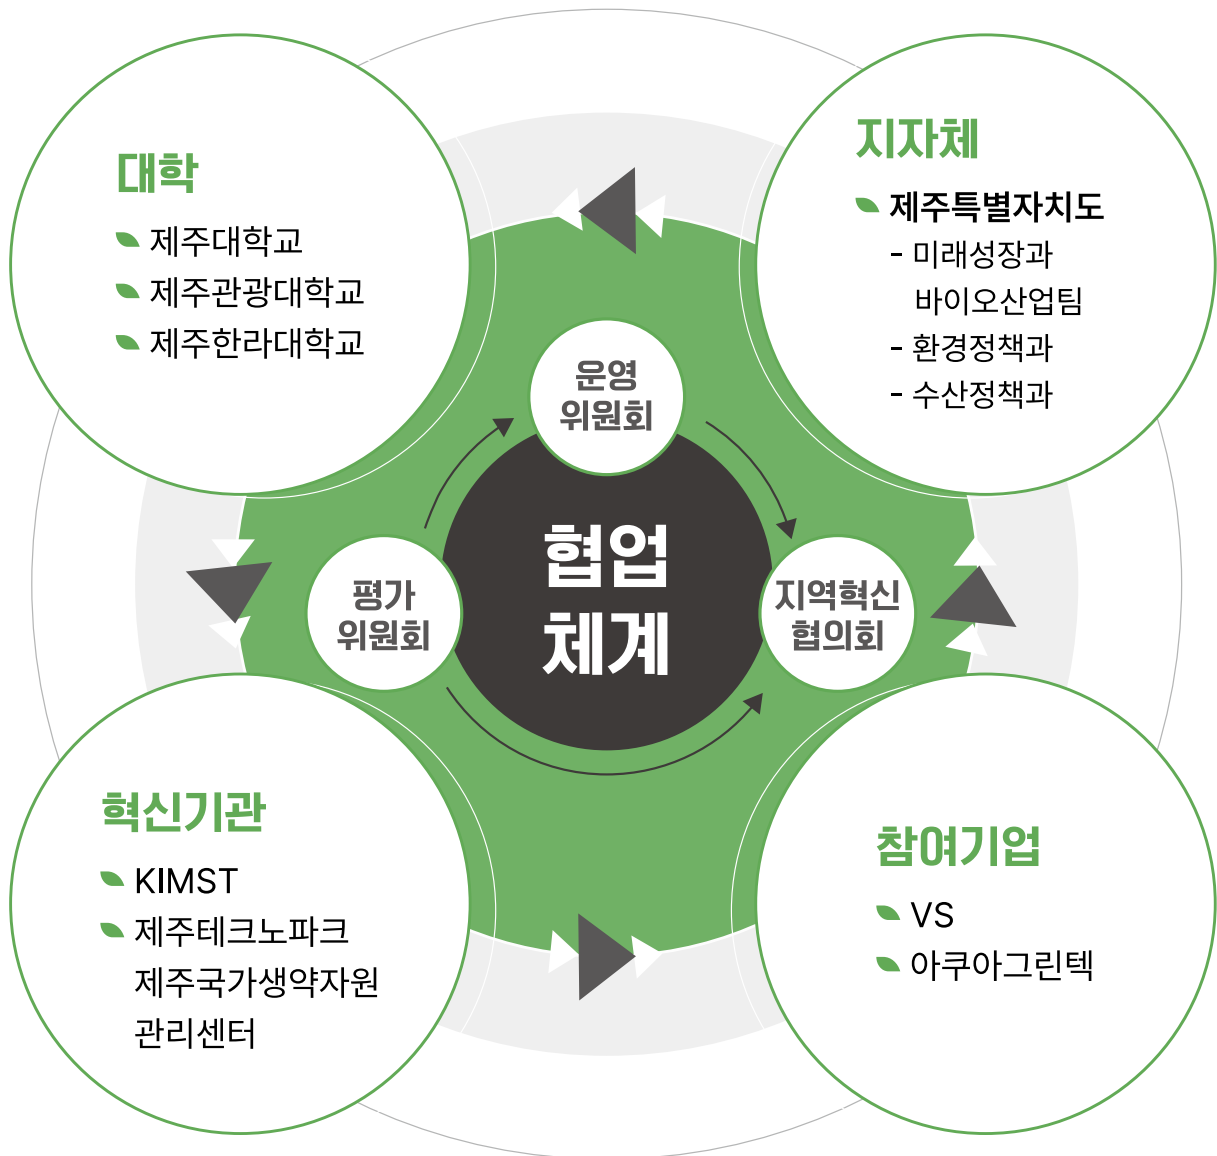 대학
제주대학교
제주관광대학교
제주한라대학교
지자체
제주특별자치도
- 미래성장과
바이오산업팀
- 환경정책과
- 수산정책과
운영
위원회
협업
체계
평가
위원회
지역혁신
협의회
혁신기관
KIMST
제주테크노파크
제주국가생약자원
관리센터
참여기업
VS
아쿠아그린텍